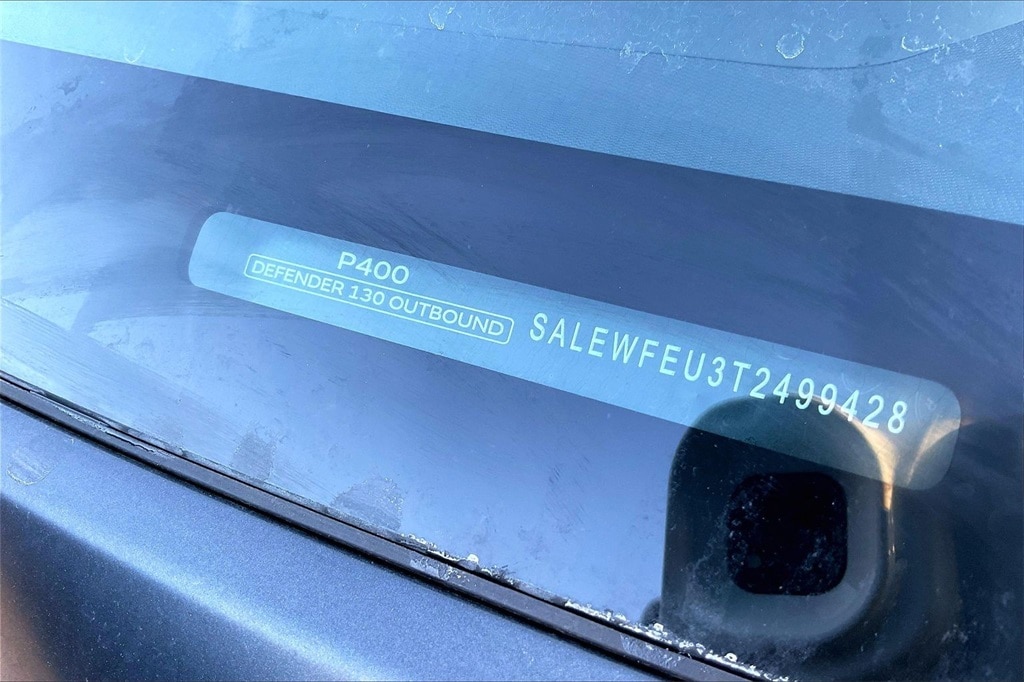 P400
DEFENDER 130 OUTBOUND
SALEWFEU3T2499428